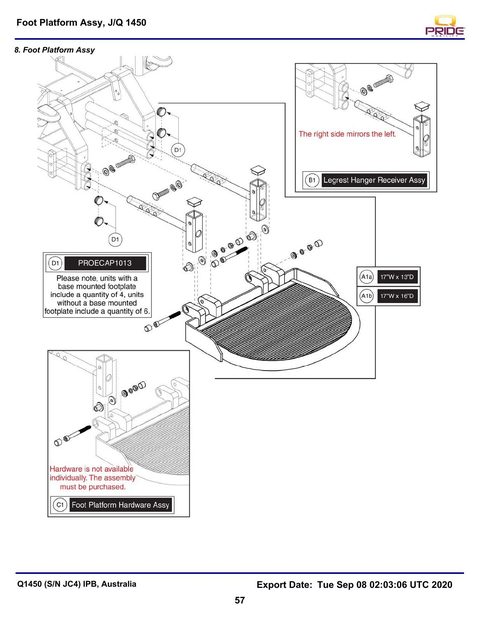 Foot Platform Assy, J/Q 1450
Q
PRIDE
8. Foot Platform Assy
The right side mirrors the left.
B1 Legrest Hanger Receiver Assy
D1
D1
D1 PROECAP1013
Please note, units with a
base mounted footplate
include a quantity of 4, units
without a base mounted
footplate include a quantity of 6.
A1a 17"W x 13"D
A1b 17"W x 16"D
Hardware is not available
individually. The assembly
must be purchased.
C1 Foot Platform Hardware Assy
Q1450 (S/N JC4) IPB, Australia
Export Date: Tue Sep 08 02:03:06 UTC 2020
57